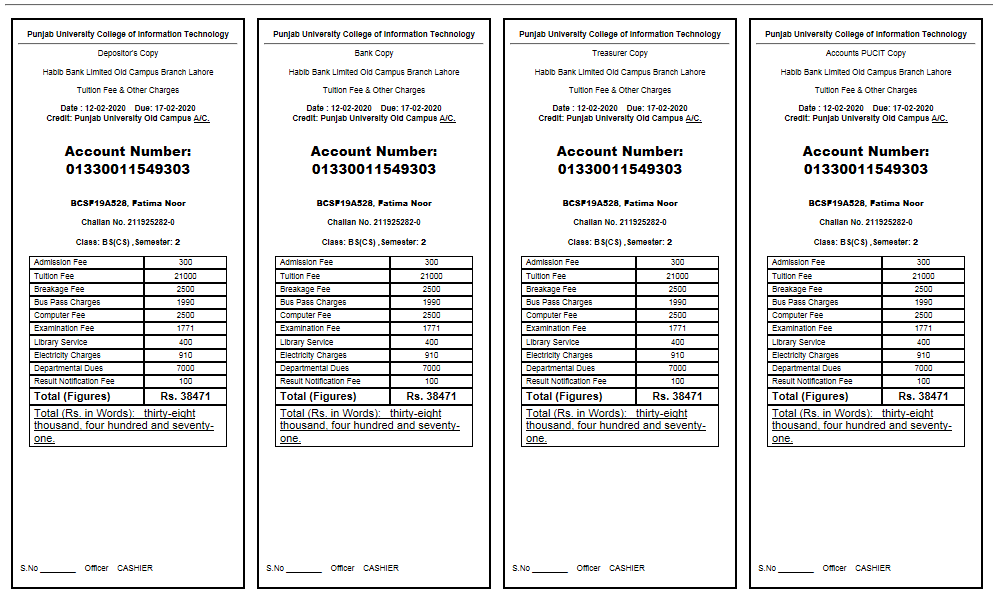 Punjab University College of Information Technology
Depositor's Copy
Habib Bank Limited Old Campus Branch Lahore
Tuition Fee & Other Charges
Date : 12-02-2020 Due: 17-02-2020
Credit: Punjab University Old Campus A/C.
Account Number:
01330011549303
BCSF19A528, Fatima Noor
Challan No. 211925282-0
Class: BS(CS) ,Semester: 2
Admission Fee 300
Tuition Fee 21000
Breakage Fee 2500
Bus Pass Charges 1990
Computer Fee 2500
Examination Fee 1771
Library Service 400
Electricity Charges 910
Departmental Dues 7000
Result Notification Fee 100
Total (Figures) Rs. 38471
Total (Rs. in Words): thirty-eight
thousand, four hundred and seventy-
one.
S.No ________ Officer CASHIER
Punjab University College of Information Technology
Bank Copy
Habib Bank Limited Old Campus Branch Lahore
Tuition Fee & Other Charges
Date : 12-02-2020 Due: 17-02-2020
Credit: Punjab University Old Campus A/C.
Account Number:
01330011549303
BCSF19A528, Fatima Noor
Challan No. 211925282-0
Class: BS(CS) ,Semester: 2
Admission Fee 300
Tuition Fee 21000
Breakage Fee 2500
Bus Pass Charges 1990
Computer Fee 2500
Examination Fee 1771
Library Service 400
Electricity Charges 910
Departmental Dues 7000
Result Notification Fee 100
Total (Figures) Rs. 38471
Total (Rs. in Words): thirty-eight
thousand, four hundred and seventy-
one.
S.No ________ Officer CASHIER
Punjab University College of Information Technology
Treasurer Copy
Habib Bank Limited Old Campus Branch Lahore
Tuition Fee & Other Charges
Date : 12-02-2020 Due: 17-02-2020
Credit: Punjab University Old Campus A/C.
Account Number:
01330011549303
BCSF19A528, Fatima Noor
Challan No. 211925282-0
Class: BS(CS) ,Semester: 2
Admission Fee 300
Tuition Fee 21000
Breakage Fee 2500
Bus Pass Charges 1990
Computer Fee 2500
Examination Fee 1771
Library Service 400
Electricity Charges 910
Departmental Dues 7000
Result Notification Fee 100
Total (Figures) Rs. 38471
Total (Rs. in Words): thirty-eight
thousand, four hundred and seventy-
one.
S.No ________ Officer CASHIER
Punjab University College of Information Technology
Accounts PUCIT Copy
Habib Bank Limited Old Campus Branch Lahore
Tuition Fee & Other Charges
Date : 12-02-2020 Due: 17-02-2020
Credit: Punjab University Old Campus A/C.
Account Number:
01330011549303
BCSF19A528, Fatima Noor
Challan No. 211925282-0
Class: BS(CS) ,Semester: 2
Admission Fee 300
Tuition Fee 21000
Breakage Fee 2500
Bus Pass Charges 1990
Computer Fee 2500
Examination Fee 1771
Library Service 400
Electricity Charges 910
Departmental Dues 7000
Result Notification Fee 100
Total (Figures) Rs. 38471
Total (Rs. in Words): thirty-eight
thousand, four hundred and seventy-
one.
S.No ________ Officer CASHIER